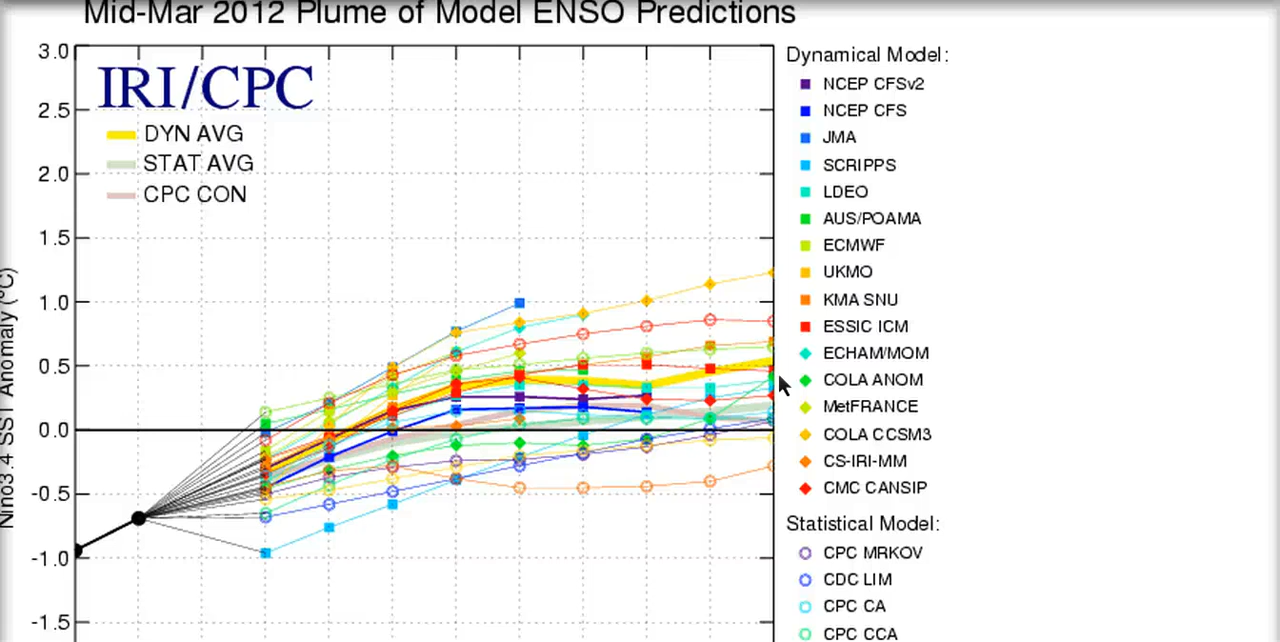 Mid-Mar 2012 Plume of Model ENSO Predictions
IRI/CPC
DYN AVG
STAT AVG
CPC CON
Nino3.4 SST Anomaly (°C)
3.0
2.5
2.0
1.5
1.0
0.5
0.0
-0.5
-1.0
-1.5
Dynamical Model:
NCEP CFSv2
NCEP CFS
JMA
SCRIPPS
LDEO
AUS/POAMA
ECMWF
UKMO
KMA SNU
ESSIC ICM
ECHAM/MOM
COLA ANOM
MetFRANCE
COLA CCSM3
CS-IRI-MM
CMC CANSIP
Statistical Model:
CPC MRKOV
CDC LIM
CPC CA
CPC CCA